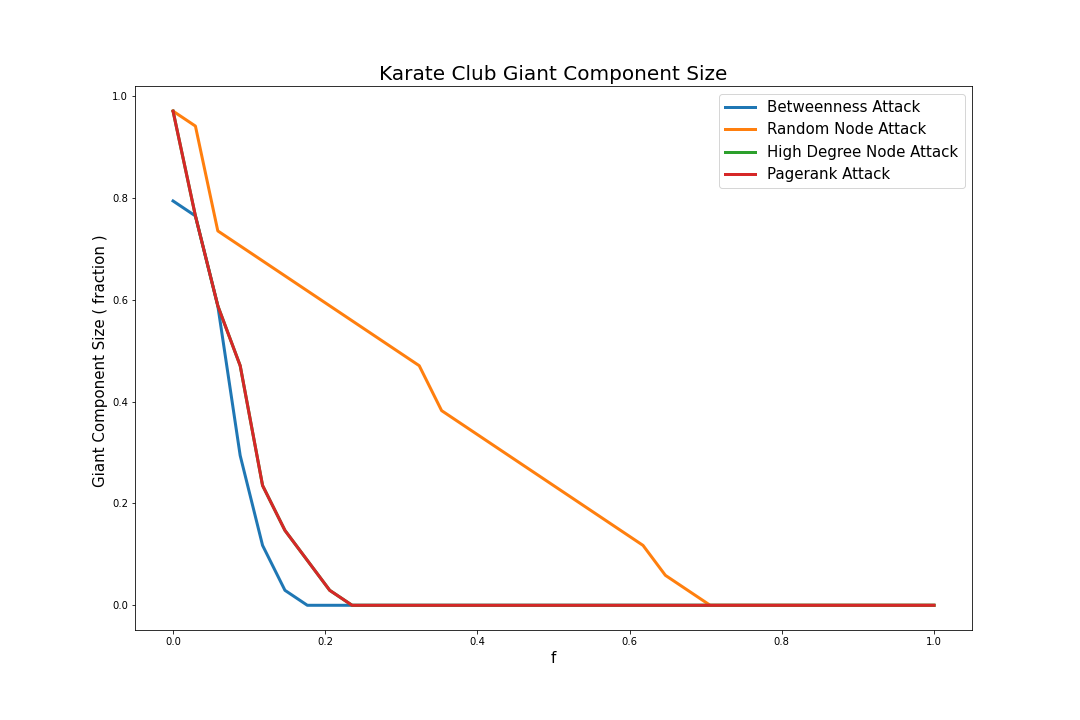 Karate Club Giant Component Size
Betweenness Attack
Random Node Attack
High Degree Node Attack
Pagerank Attack
Giant Component Size ( fraction )
1.0
0.8
0.6
0.4
0.2
0.0
0.0 0.2 0.4 0.6 0.8 1.0
f